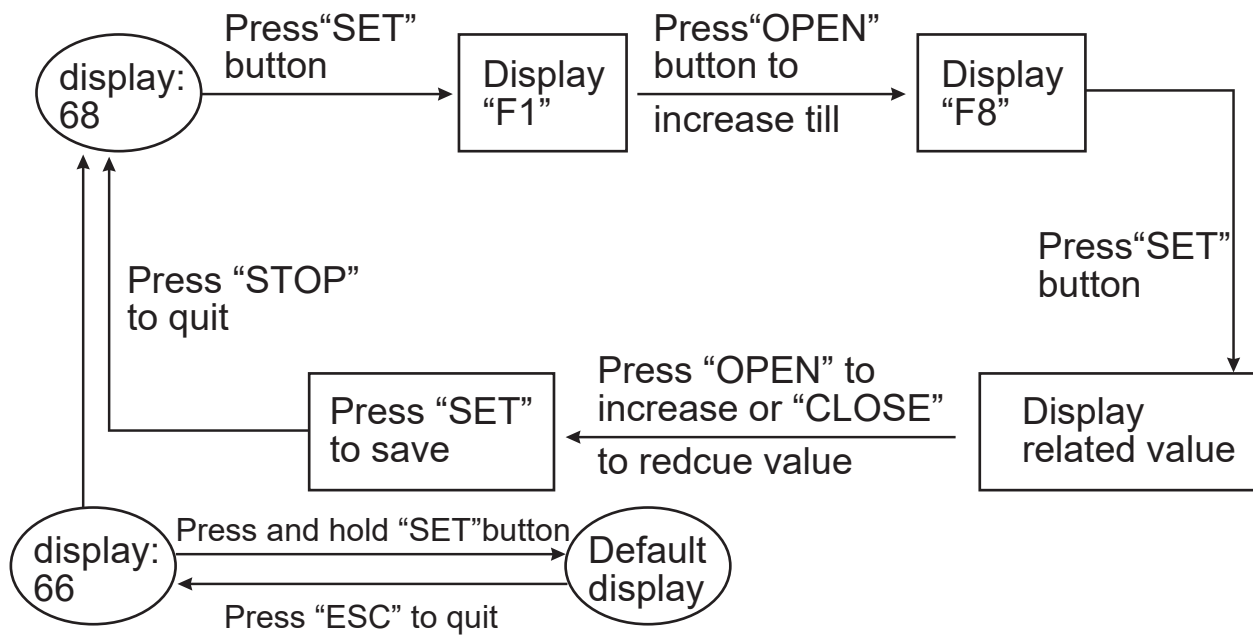 display:
68
Press“SET”
button
Display
“F1”
Press“OPEN”
button to
increase till
Display
“F8”
Press“SET”
button
Display
related value
Press “OPEN” to
increase or “CLOSE”
to redcue value
Press “SET”
to save
Press “STOP”
to quit
display:
66
Press and hold “SET”button
Default
display
Press “ESC” to quit